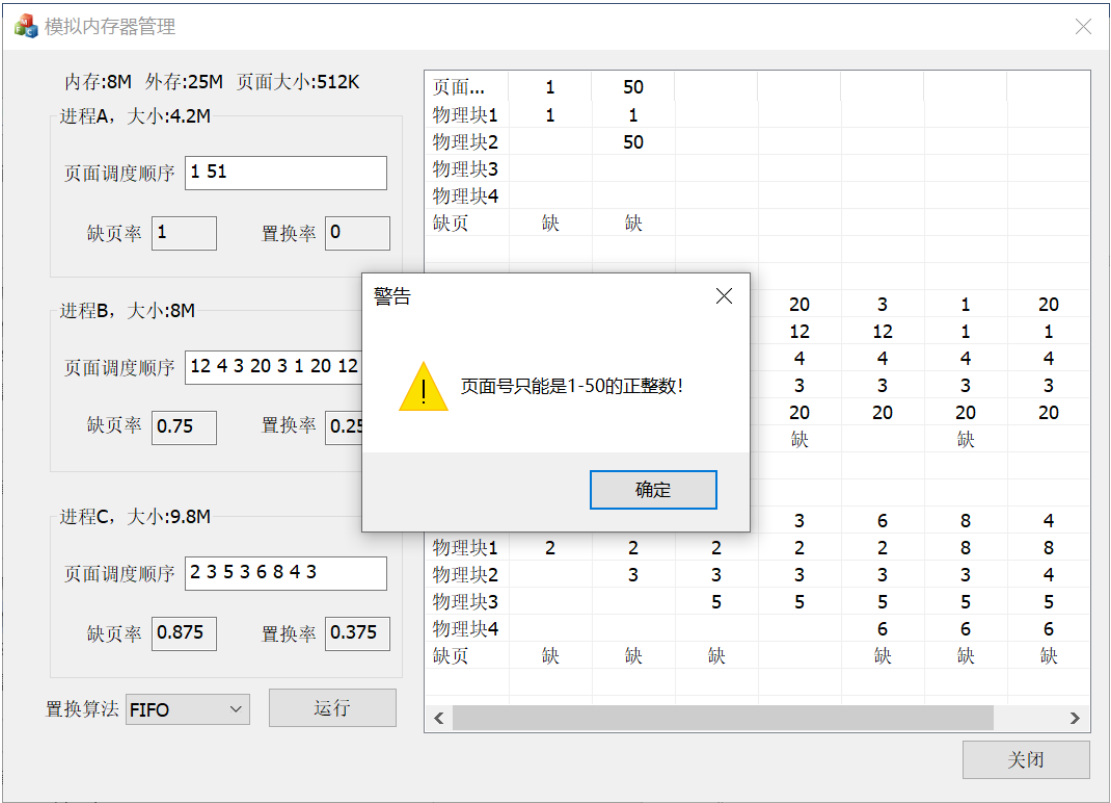 模拟内存器管理
内存:8M 外存:25M 页面大小:512K
进程A，大小:4.2M
页面调度顺序 1 51
缺页率 1 置换率 0
进程B，大小:8M
页面调度顺序 12 4 3 20 3 1 20 12
缺页率 0.75 置换率 0.25
进程C，大小:9.8M
页面调度顺序 2 3 5 3 6 8 4 3
缺页率 0.875 置换率 0.375
置换算法 FIFO 运行
页面... 1 50
物理块1 1 1
物理块2 50
物理块3
物理块4
缺页 缺 缺
20 3 1 20
12 12 1 1
4 4 4 4
3 3 3 3
20 20 20 20
缺 缺
3 6 8 4
物理块1 2 2 2 2 2 8 8
物理块2 3 3 3 3 3 4
物理块3 5 5 5 5 5
物理块4 6 6 6
缺页 缺 缺 缺 缺 缺 缺
警告
页面号只能是1-50的正整数!
确定
关闭